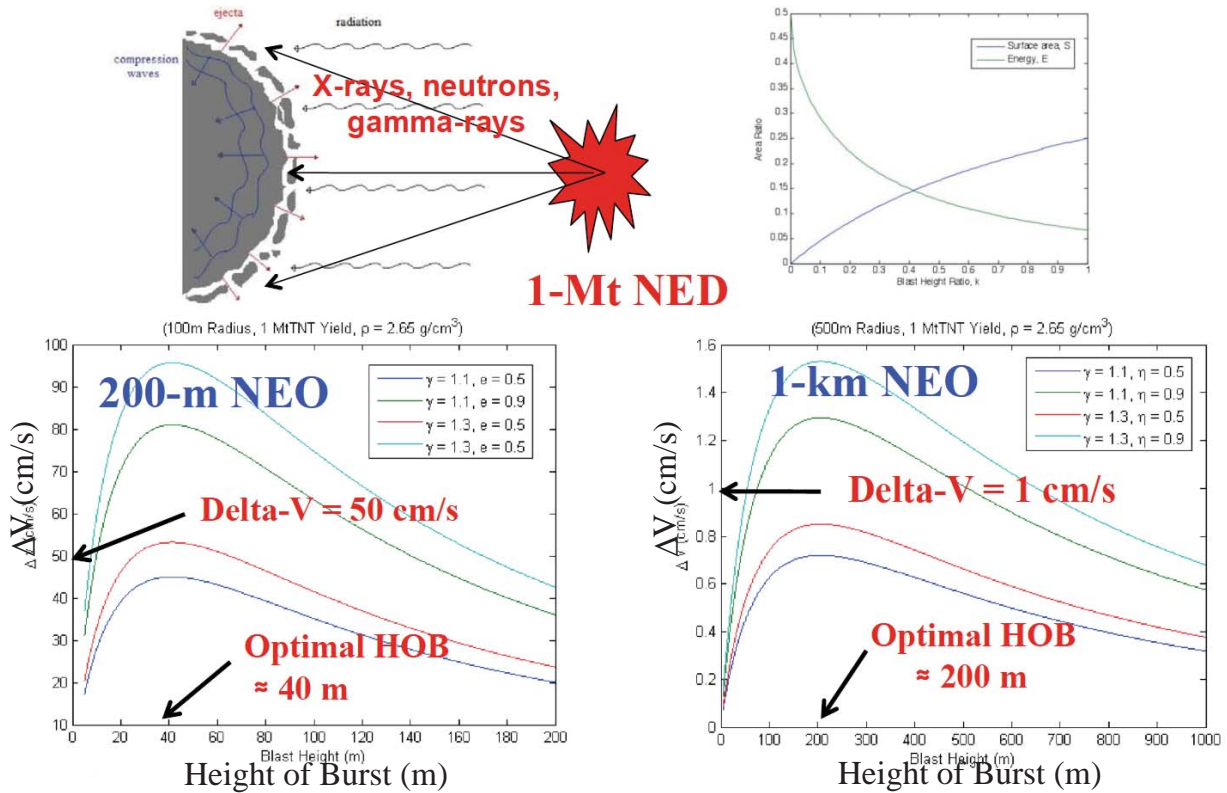 ejecta
radiation
compression
waves
X-rays, neutrons,
gamma-rays
1-Mt NED
0.5
0.45
0.4
0.35
0.3
0.25
0.2
0.15
0.1
0.05
0
Area Ratio
Surface area, S
Energy, E
0 0.1 0.2 0.3 0.4 0.5 0.6 0.7 0.8 0.9 1
Blast Height Ratio, k
(100m Radius, 1 MtTNT Yield, ρ = 2.65 g/cm³)
100
90
80
70
60
50
40
30
20
10
ΔV (cm/s)
200-m NEO
γ = 1.1, e = 0.5
γ = 1.1, e = 0.9
γ = 1.3, e = 0.5
γ = 1.3, e = 0.5
Delta-V = 50 cm/s
Optimal HOB
≈ 40 m
0 20 40 60 80 100 120 140 160 180 200
Blast Height (m)
Height of Burst (m)
(500m Radius, 1 MtTNT Yield, ρ = 2.65 g/cm³)
1.6
1.4
1.2
1
0.8
0.6
0.4
0.2
0
ΔV (cm/s)
1-km NEO
γ = 1.1, η = 0.5
γ = 1.1, η = 0.9
γ = 1.3, η = 0.5
γ = 1.3, η = 0.9
Delta-V = 1 cm/s
Optimal HOB
≈ 200 m
0 100 200 300 400 500 600 700 800 900 1000
Blast Height (m)
Height of Burst (m)